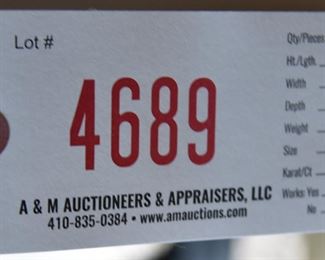 Lot #
4689
A & M AUCTIONEERS & APPRAISERS, LLC
410-835-0384 • www.amauctions.com
Qty/Pieces
Ht./Lgth.
Width
Depth
Weight
Size
Karat/Ct
Works: Yes
No